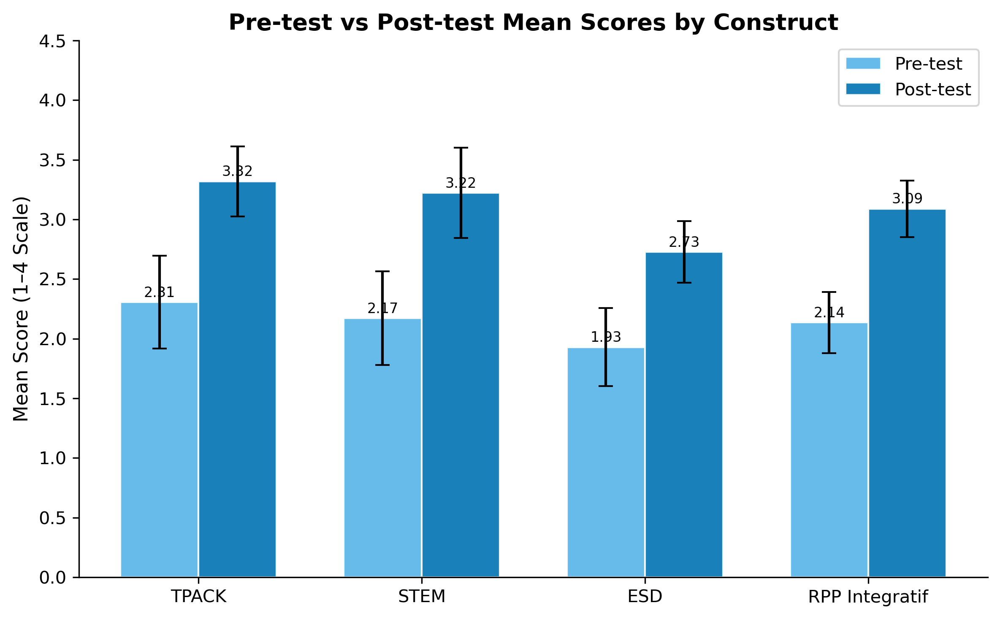 Pre-test vs Post-test Mean Scores by Construct
Mean Score (1–4 Scale)
4.5
4.0
3.5
3.0
2.5
2.0
1.5
1.0
0.5
0.0
Pre-test
Post-test
2.31
3.32
2.17
3.22
1.93
2.73
2.14
3.09
TPACK
STEM
ESD
RPP Integratif